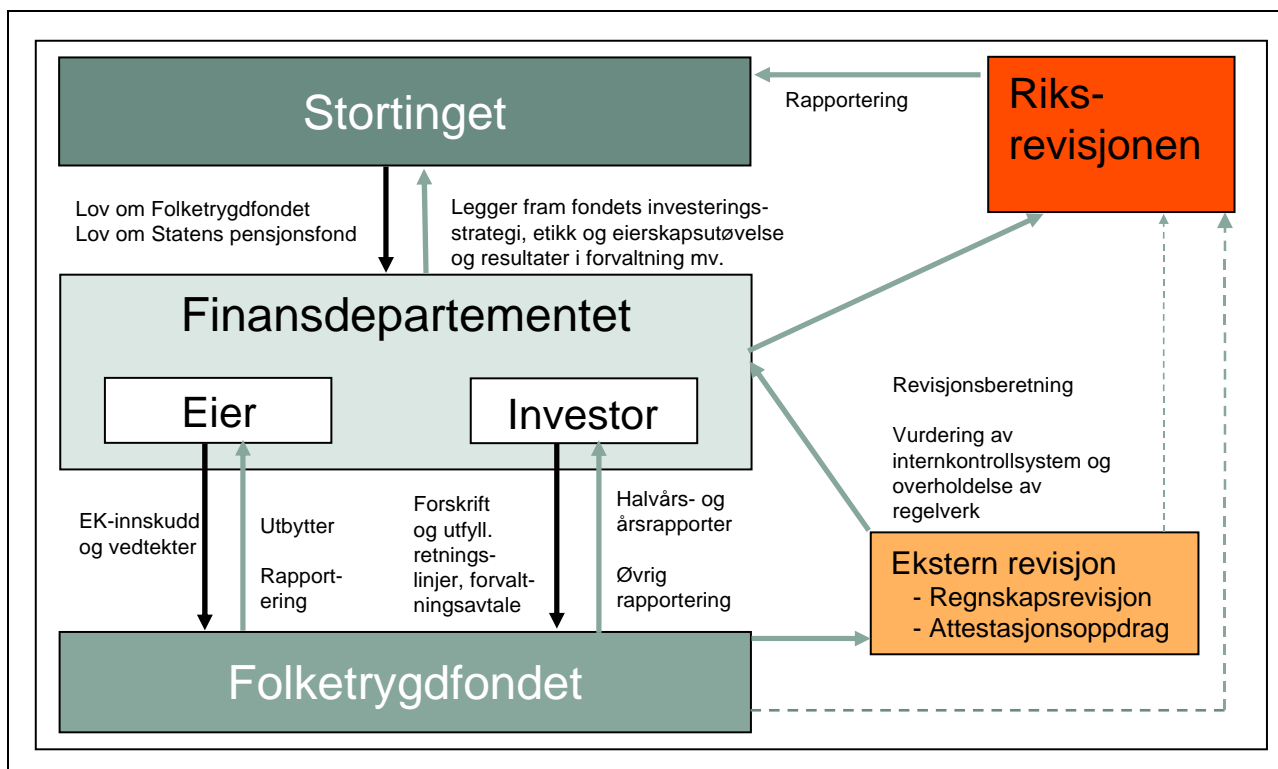 Stortinget
Rapportering
Riks-
revisjonen
Lov om Folketrygdfondet
Lov om Statens pensjonsfond
Legger fram fondets investerings-
strategi, etikk og eierskapsutøvelse
og resultater i forvaltning mv.
Finansdepartementet
Eier
Investor
EK-innskudd
og vedtekter
Utbytter
Rapport-
ering
Forskrift
og utfyll.
retnings-
linjer, forvalt-
ningsavtale
Halvårs- og
årsrapporter
Øvrig
rapportering
Revisjonsberetning
Vurdering av
internkontrollsystem og
overholdelse av
regelverk
Ekstern revisjon
- Regnskapsrevisjon
- Attestasjonsoppdrag
Folketrygdfondet